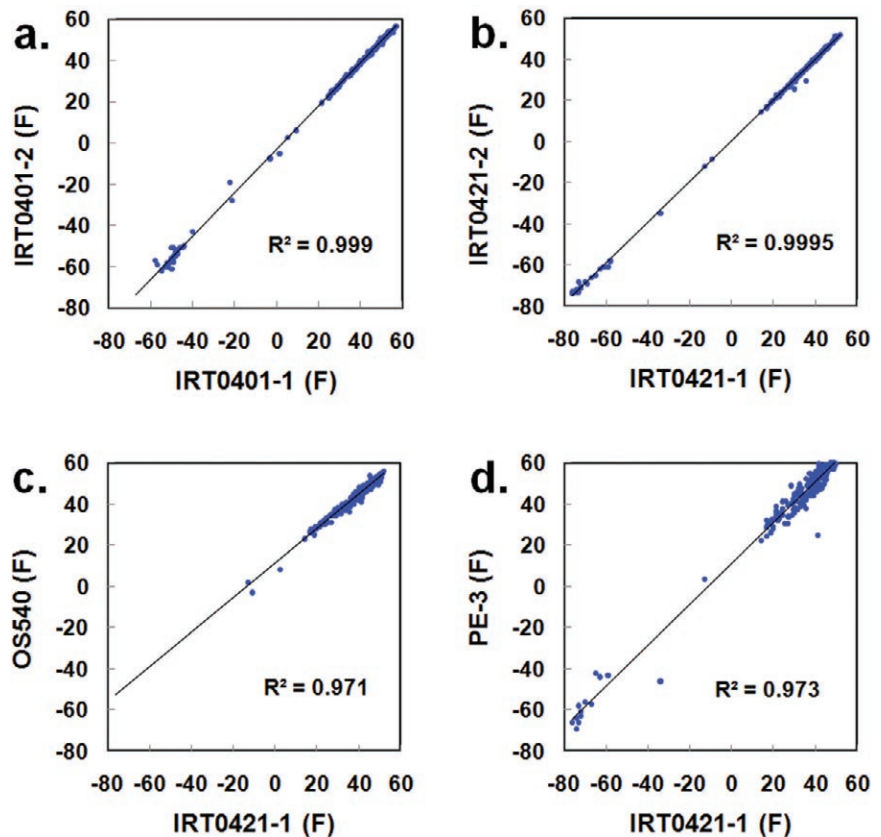 a.
60
40
20
0
-20
-40
-60
-80
IRT0401-2 (F)
R² = 0.999
-80 -60 -40 -20 0 20 40 60
IRT0401-1 (F)
b.
60
40
20
0
-20
-40
-60
-80
IRT0421-2 (F)
R² = 0.9995
-80 -60 -40 -20 0 20 40 60
IRT0421-1 (F)
c.
60
40
20
0
-20
-40
-60
-80
OS540 (F)
R² = 0.971
-80 -60 -40 -20 0 20 40 60
IRT0421-1 (F)
d.
60
40
20
0
-20
-40
-60
-80
PE-3 (F)
R² = 0.973
-80 -60 -40 -20 0 20 40 60
IRT0421-1 (F)